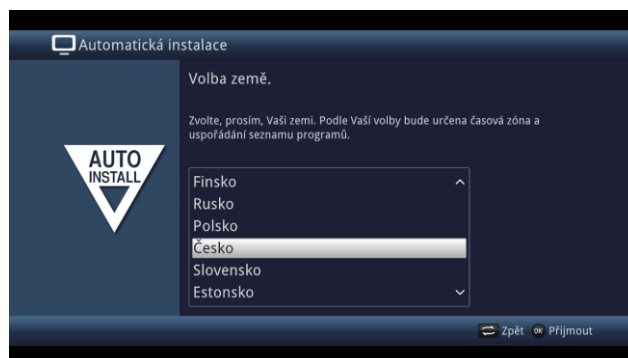 Automatická instalace
Volba země.
Zvolte, prosím, Vaši zemi. Podle Vaší volby bude určena časová zóna a
uspořádání seznamu programů.
AUTO
INSTALL
Finsko
Rusko
Polsko
Česko
Slovensko
Estonsko
Zpět OK Přijmout